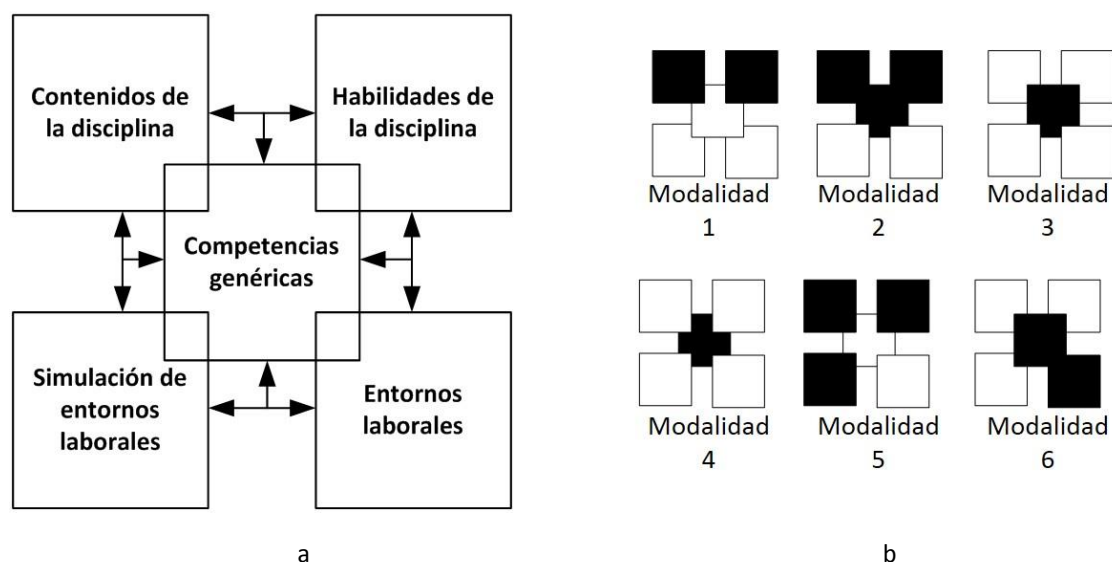 Contenidos de
la disciplina
Habilidades de
la disciplina
Competencias
genéricas
Simulación de
entornos
laborales
Entornos
laborales
a
Modalidad
1
Modalidad
2
Modalidad
3
Modalidad
4
Modalidad
5
Modalidad
6
b